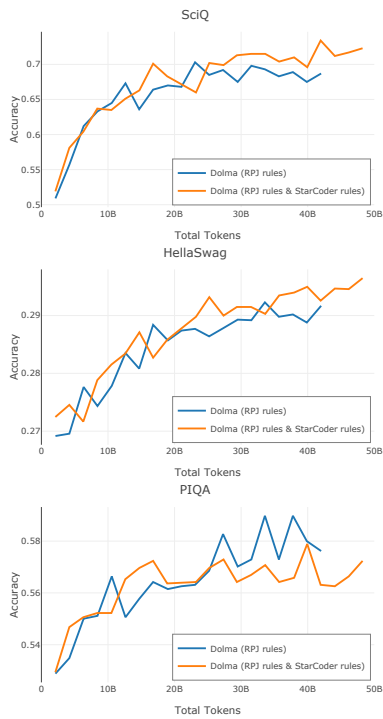 SciQ
Accuracy
0.7
0.65
0.6
0.55
0.5
Dolma (RPJ rules)
Dolma (RPJ rules & StarCoder rules)
0 10B 20B 30B 40B 50B
Total Tokens
HellaSwag
Accuracy
0.29
0.28
0.27
Dolma (RPJ rules)
Dolma (RPJ rules & StarCoder rules)
0 10B 20B 30B 40B 50B
Total Tokens
PIQA
Accuracy
0.58
0.56
0.54
Dolma (RPJ rules)
Dolma (RPJ rules & StarCoder rules)
0 10B 20B 30B 40B 50B
Total Tokens